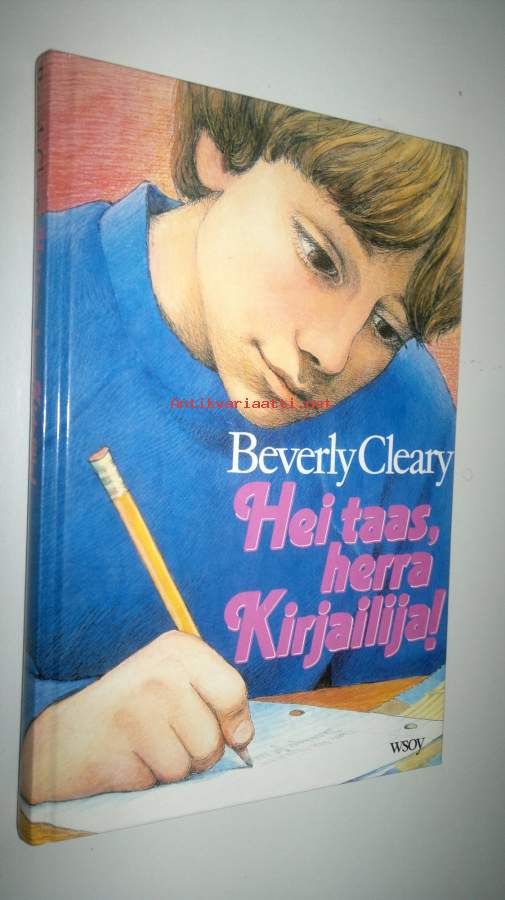 Antikvariaatti.net
Beverly Cleary
Hei taas,
herra
Kirjailija!
wsoy